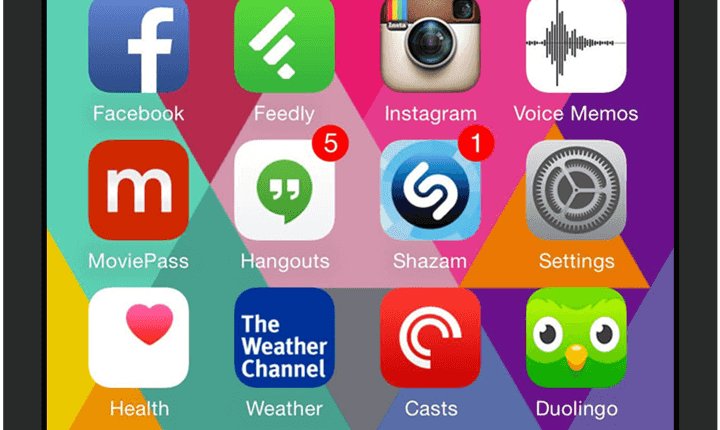 Insta
Facebook
Feedly
Instagram
Voice Memos
5
1
m
MoviePass
Hangouts
Shazam
Settings
The
Weather
Channel
Health
Weather
Casts
Duolingo